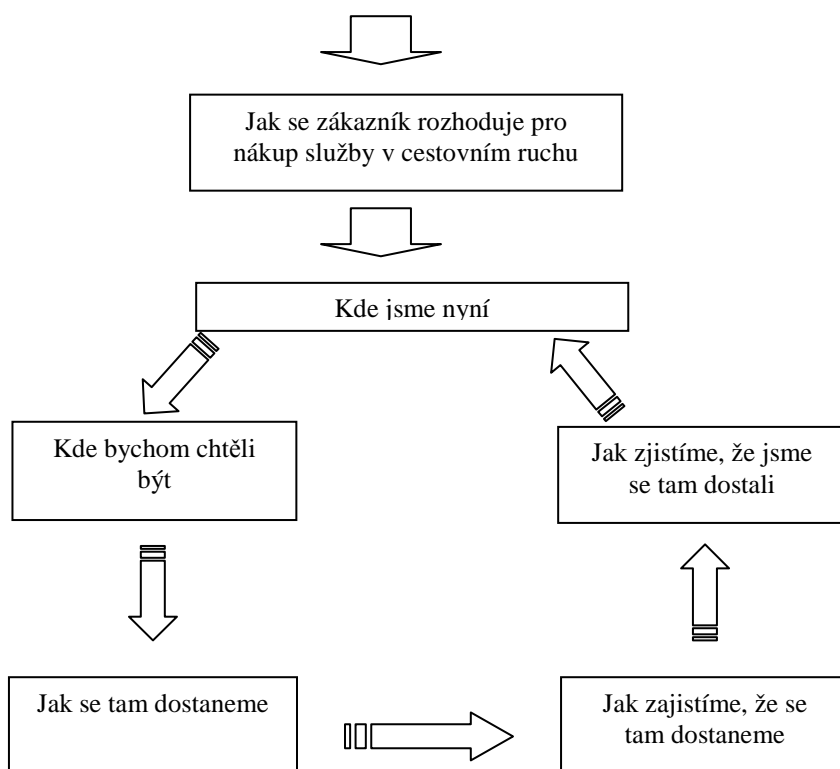 Jak se zákazník rozhoduje pro
nákup služby v cestovním ruchu
Kde jsme nyní
Kde bychom chtěli
být
Jak zjistíme, že jsme
se tam dostali
Jak se tam dostaneme
Jak zajistíme, že se
tam dostaneme